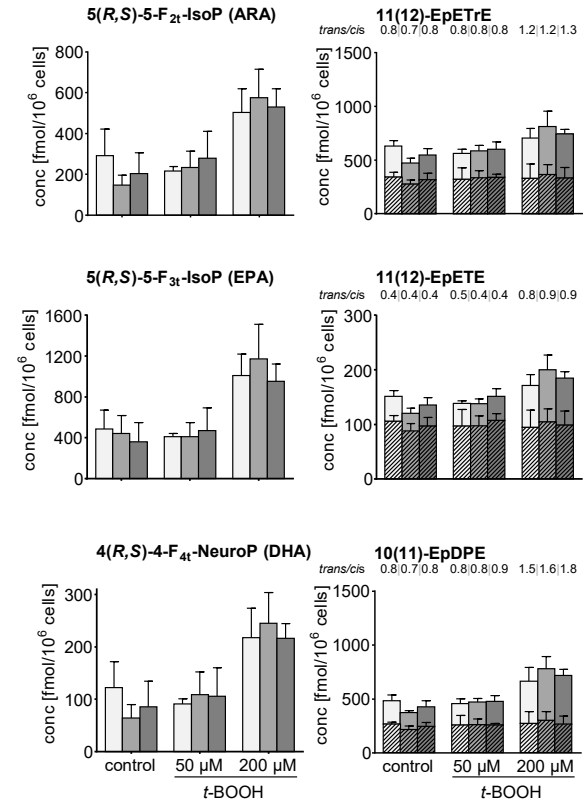 5(R,S)-5-F2t-IsoP (ARA)
conc [fmol/10^6 cells]
800
600
400
200
0
11(12)-EpETrE
trans/cis 0.8|0.7|0.8 0.8|0.8|0.8 1.2|1.2|1.3
conc [fmol/10^6 cells]
1500
1000
500
0
5(R,S)-5-F3t-IsoP (EPA)
conc [fmol/10^6 cells]
1600
1200
800
400
0
11(12)-EpETE
trans/cis 0.4|0.4|0.4 0.5|0.4|0.4 0.8|0.9|0.9
conc [fmol/10^6 cells]
300
200
100
0
4(R,S)-4-F4t-NeuroP (DHA)
conc [fmol/10^6 cells]
300
200
100
0
control 50 µM 200 µM
t-BOOH
10(11)-EpDPE
trans/cis 0.8|0.7|0.8 0.8|0.8|0.9 1.5|1.6|1.8
conc [fmol/10^6 cells]
1500
1000
500
0
control 50 µM 200 µM
t-BOOH